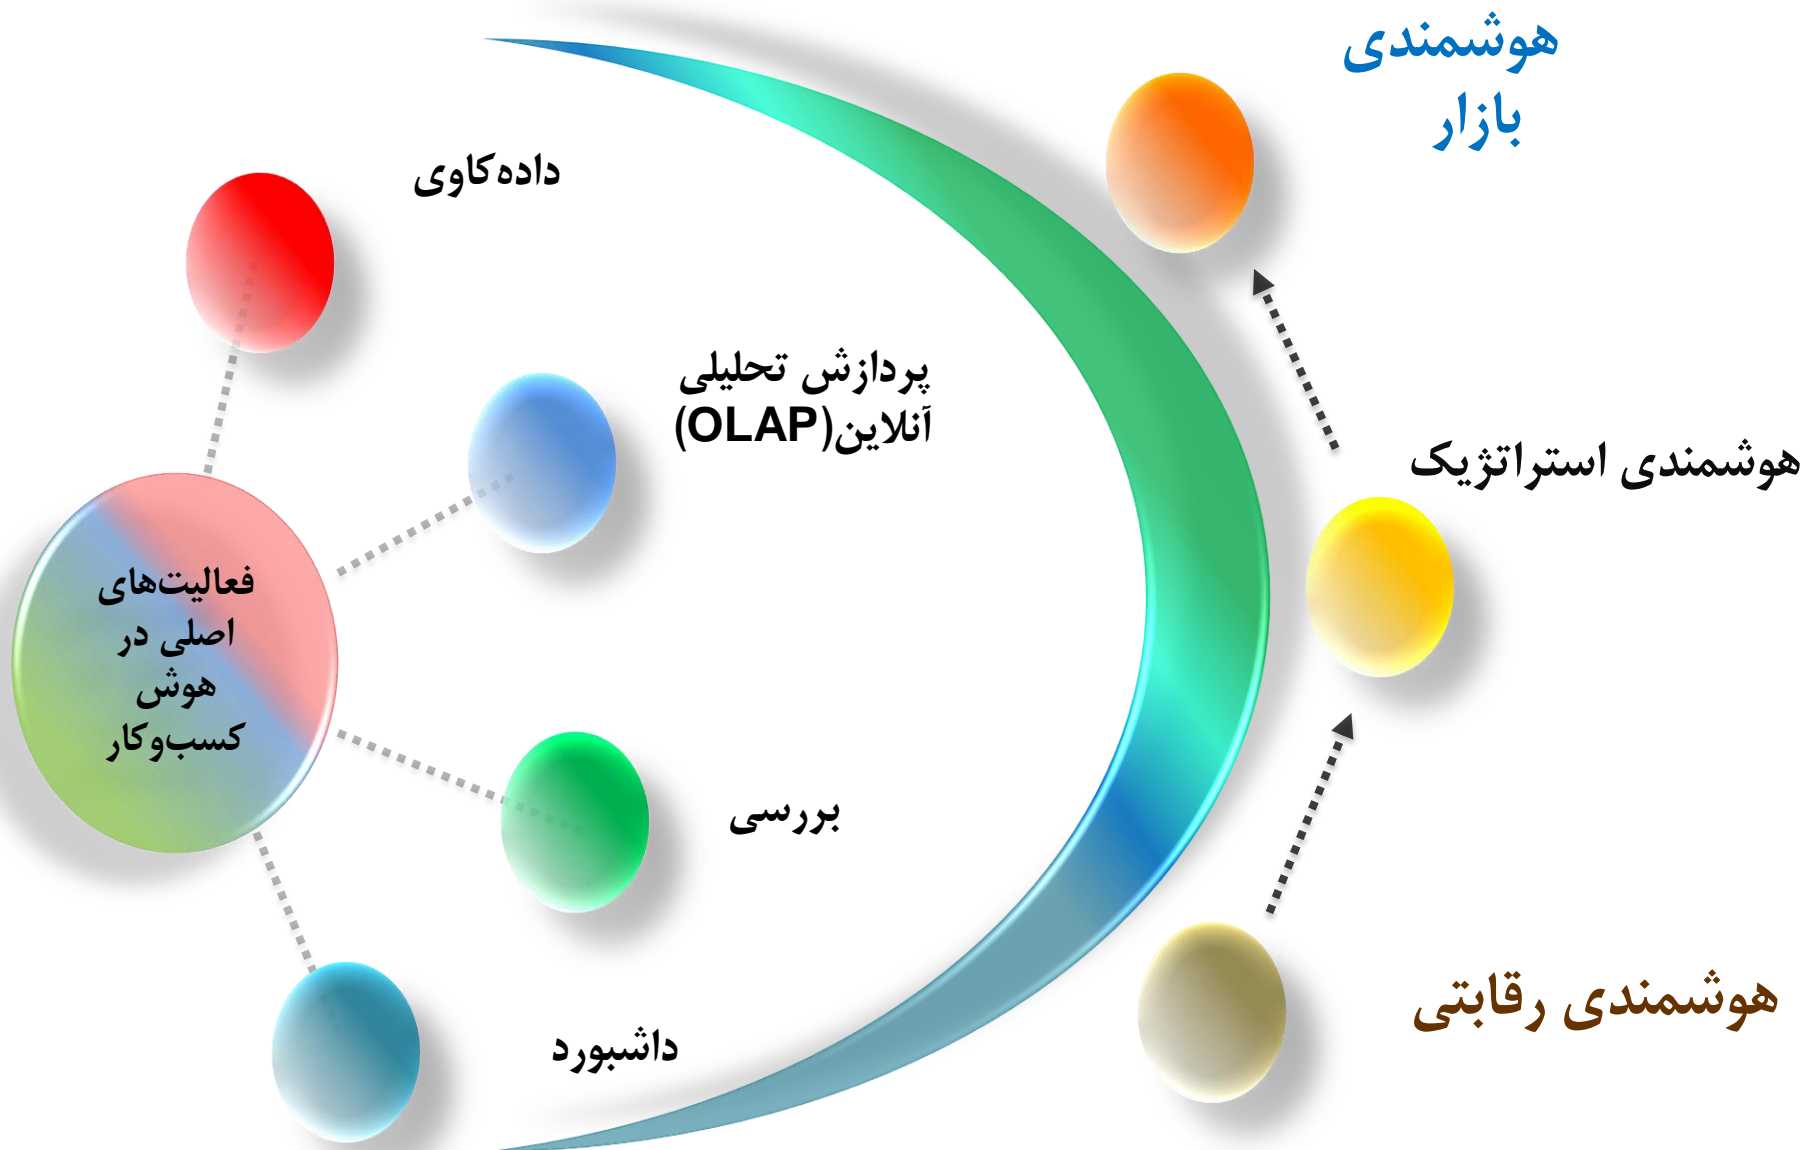 هوشمندی
بازار
داده‌کاوی
پردازش تحلیلی
آنلاین(OLAP)
هوشمندی استراتژیک
فعالیت‌های
اصلی در
هوش
کسب‌وکار
بررسی
هوشمندی رقابتی
داشبورد